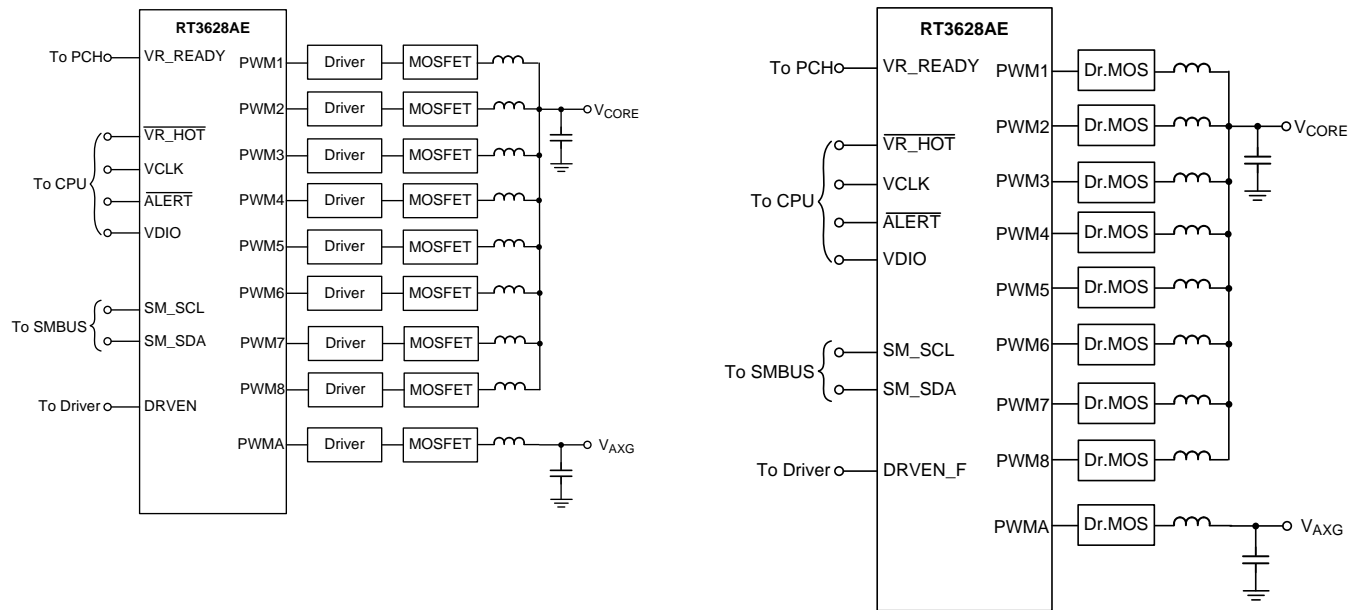 RT3628AE
To PCH
VR_READY
PWM1
Driver
MOSFET
PWM2
Driver
MOSFET
VCORE
To CPU
VR_HOT
VCLK
ALERT
VDIO
PWM3
Driver
MOSFET
PWM4
Driver
MOSFET
PWM5
Driver
MOSFET
PWM6
Driver
MOSFET
To SMBUS
SM_SCL
SM_SDA
PWM7
Driver
MOSFET
PWM8
Driver
MOSFET
To Driver
DRVEN
PWMA
Driver
MOSFET
VAXG
RT3628AE
To PCH
VR_READY
PWM1
Dr.MOS
PWM2
Dr.MOS
VCORE
To CPU
VR_HOT
VCLK
ALERT
VDIO
PWM3
Dr.MOS
PWM4
Dr.MOS
PWM5
Dr.MOS
PWM6
Dr.MOS
To SMBUS
SM_SCL
SM_SDA
PWM7
Dr.MOS
PWM8
Dr.MOS
To Driver
DRVEN_F
PWMA
Dr.MOS
VAXG